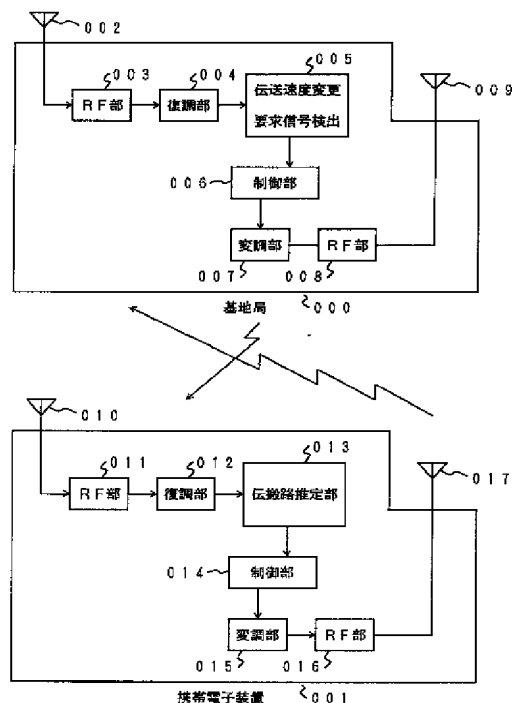 002
003
004
005
009
RF部
復調部
伝送速度変更
要求信号検出
006
制御部
変調部
RF部
007
008
000
基地局
010
011
012
013
017
RF部
復調部
伝搬路推定部
014
制御部
変調部
RF部
015
016
001
携帯電子装置